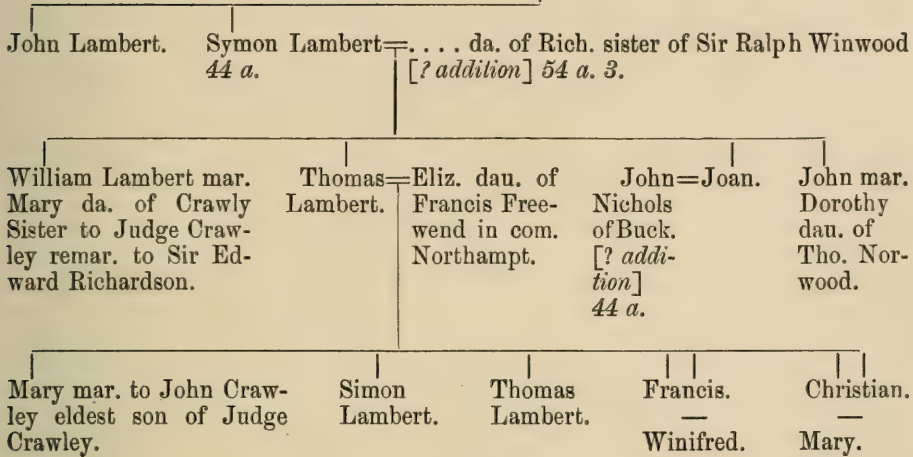 John Lambert.
Symon Lambert=.... da. of Rich. sister of Sir Ralph Winwood
44 a.
[? addition] 54 a. 3.
William Lambert mar.
Mary da. of Crawly
Sister to Judge Craw-
ley remar. to Sir Ed-
ward Richardson.
Thomas=Eliz. dau. of
Lambert.
Francis Free-
wend in com.
Northampt.
John=Joan.
Nichols
of Buck.
[? addi-
tion]
44 a.
John mar.
Dorothy
dau. of
Tho. Nor-
wood.
Mary mar. to John Craw-
ley eldest son of Judge
Crawley.
Simon
Lambert.
Thomas
Lambert.
Francis.
—
Winifred.
Christian.
—
Mary.